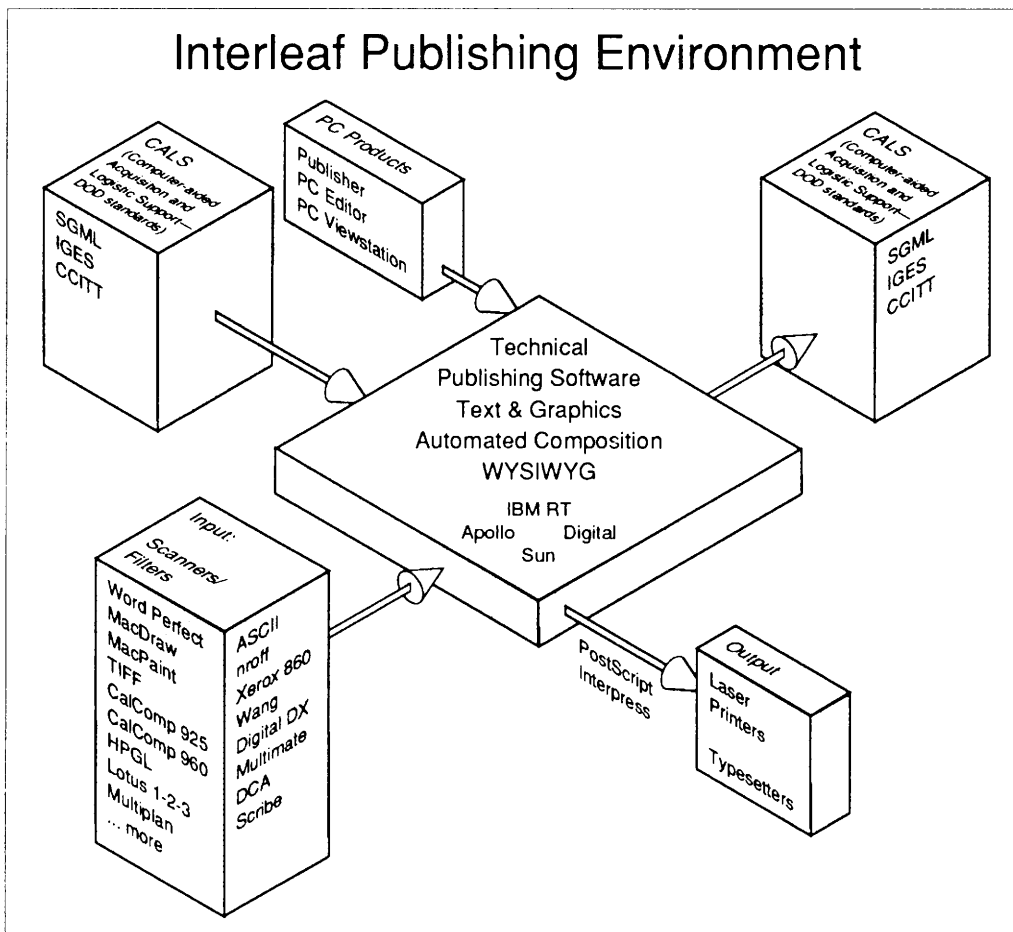 Interleaf Publishing Environment
CALS
(Computer-aided
Acquisition and
Logistic Support—
DOD standards)
SGML
IGES
CCITT
PC Products
Publisher
PC Editor
PC Viewstation
CALS
(Computer-aided
Acquisition and
Logistic Support—
DOD standards)
SGML
IGES
CCITT
Technical
Publishing Software
Text & Graphics
Automated Composition
WYSIWYG
IBM RT
Apollo Digital
Sun
Input:
Scanners/
Filters
Word Perfect
MacDraw
MacPaint
TIFF
CalComp 925
CalComp 960
HPGL
Lotus 1-2-3
Multiplan
... more
ASCII
nroff
Xerox 860
Wang
Digital DX
Multimate
DCA
Scribe
PostScript
Interpress
Output
Laser
Printers
Typesetters